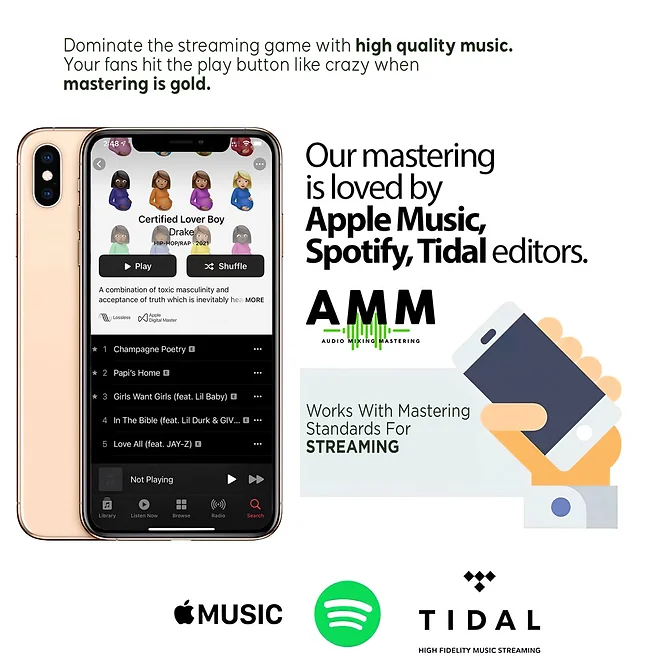 Dominate the streaming game with high quality music.
Your fans hit the play button like crazy when
mastering is gold.
2:48
Certified Lover Boy
Drake
HIP-HOP/RAP · 2021
Play
Shuffle
A combination of toxic masculinity and
acceptance of truth which is inevitably hea MORE
Lossless
Apple
Digital Master
★ 1 Champagne Poetry E
★ 2 Papi's Home E
★ 3 Girls Want Girls (feat. Lil Baby) E
4 In The Bible (feat. Lil Durk & GIV... E
5 Love All (feat. JAY-Z) E
Not Playing
Library
Listen Now
Browse
Radio
Search
Our mastering
is loved by
Apple Music,
Spotify, Tidal editors.
AMM
AUDIO MIXING MASTERING
Works With Mastering
Standards For
STREAMING
MUSIC
TIDAL
HIGH FIDELITY MUSIC STREAMING